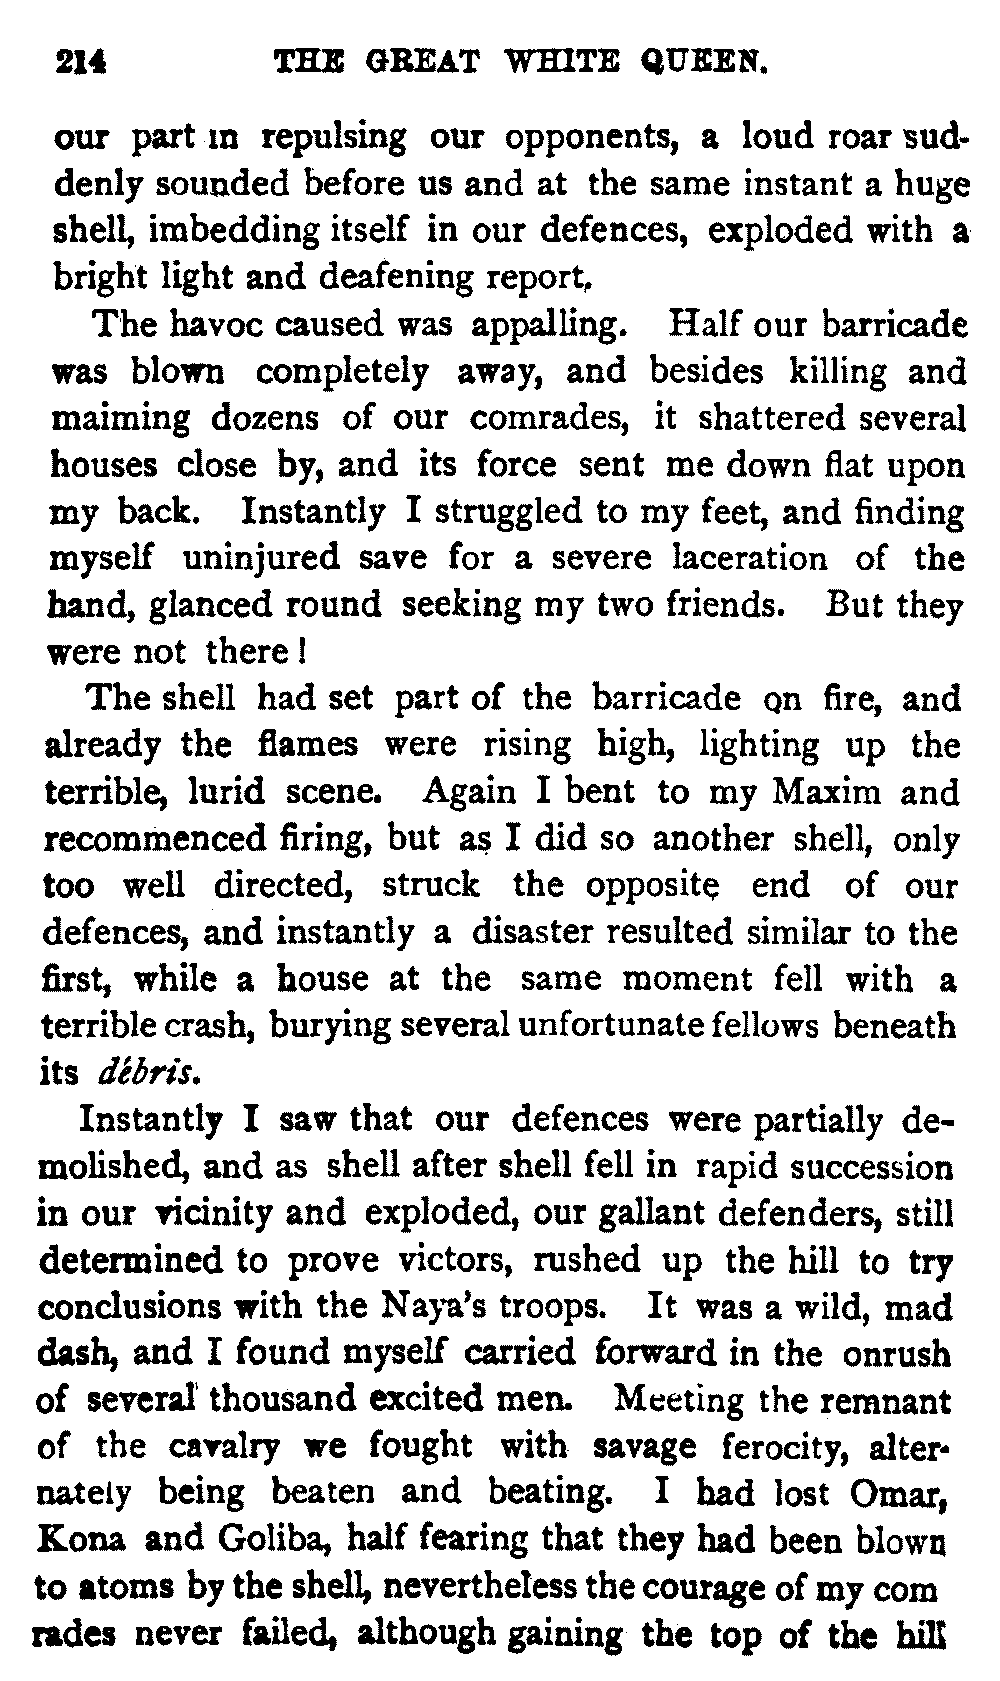 214 THE GREAT WHITE QUEEN.
our part in repulsing our opponents, a loud roar sud-
denly sounded before us and at the same instant a huge
shell, imbedding itself in our defences, exploded with a
bright light and deafening report.
The havoc caused was appalling. Half our barricade
was blown completely away, and besides killing and
maiming dozens of our comrades, it shattered several
houses close by, and its force sent me down flat upon
my back. Instantly I struggled to my feet, and finding
myself uninjured save for a severe laceration of the
hand, glanced round seeking my two friends. But they
were not there!
The shell had set part of the barricade on fire, and
already the flames were rising high, lighting up the
terrible, lurid scene. Again I bent to my Maxim and
recommenced firing, but as I did so another shell, only
too well directed, struck the opposite end of our
defences, and instantly a disaster resulted similar to the
first, while a house at the same moment fell with a
terrible crash, burying several unfortunate fellows beneath
its débris.
Instantly I saw that our defences were partially de-
molished, and as shell after shell fell in rapid succession
in our vicinity and exploded, our gallant defenders, still
determined to prove victors, rushed up the hill to try
conclusions with the Naya's troops. It was a wild, mad
dash, and I found myself carried forward in the onrush
of several thousand excited men. Meeting the remnant
of the cavalry we fought with savage ferocity, alter-
nately being beaten and beating. I had lost Omar,
Kona and Goliba, half fearing that they had been blown
to atoms by the shell, nevertheless the courage of my com
rades never failed, although gaining the top of the hill